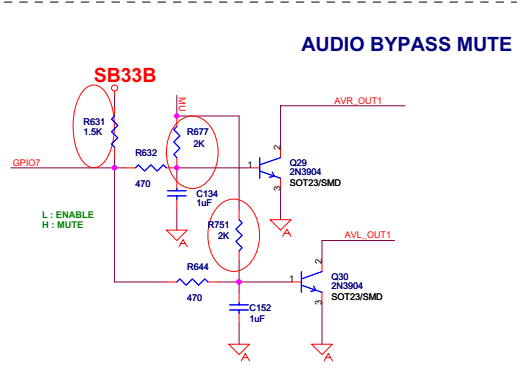 AUDIO BYPASS MUTE
SB33B
AVR_OUT1
R631
1.5K
MU
R677
2K
R632
470
GPIO7
1
2
3
Q29
2N3904
SOT23/SMD
C134
1uF
A
L : ENABLE
H : MUTE
R751
2K
A
AVL_OUT1
R644
470
1
2
3
Q30
2N3904
SOT23/SMD
C152
1uF
A
A